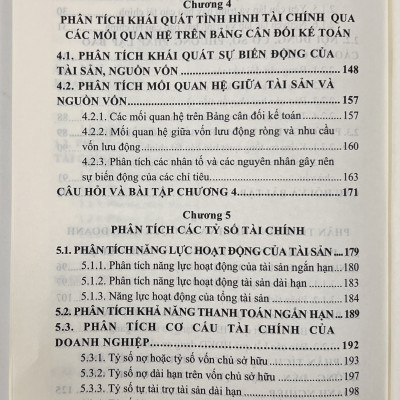 Chương 4
PHÂN TÍCH KHÁI QUÁT TÌNH HÌNH TÀI CHÍNH QUA
CÁC MỐI QUAN HỆ TRÊN BẢNG CÂN ĐỐI KẾ TOÁN
4.1. PHÂN TÍCH KHÁI QUÁT SỰ BIẾN ĐỘNG CỦA
TÀI SẢN, NGUỒN VỐN 148
4.2. PHÂN TÍCH MỐI QUAN HỆ GIỮA TÀI SẢN VÀ
NGUỒN VỐN 157
4.2.1. Các mối quan hệ trên Bảng cân đối kế toán 157
4.2.2. Mối quan hệ giữa vốn lưu động ròng và nhu cầu
vốn lưu động 160
4.2.3. Phân tích các nhân tố và các nguyên nhân gây nên
sự biến động của các chỉ tiêu 163
CÂU HỎI VÀ BÀI TẬP CHƯƠNG 4 171
Chương 5
PHÂN TÍCH CÁC TỶ SỐ TÀI CHÍNH
5.1. PHÂN TÍCH NĂNG LỰC HOẠT ĐỘNG CỦA TÀI SẢN 179
5.1.1. Phân tích năng lực hoạt động của tài sản ngắn hạn 180
5.1.2. Phân tích năng lực hoạt động tài sản dài hạn 183
5.1.3. Năng lực hoạt động của tổng tài sản 184
5.2. PHÂN TÍCH KHẢ NĂNG THANH TOÁN NGẮN HẠN 189
5.3. PHÂN TÍCH CƠ CẤU TÀI CHÍNH CỦA
DOANH NGHIỆP 192
5.3.1. Tỷ số nợ hoặc tỷ số vốn chủ sở hữu 193
5.3.2. Tỷ số nợ dài hạn trên vốn chủ sở hữu 197
5.3.3. Tỷ số tự tài trợ tài sản dài hạn 198